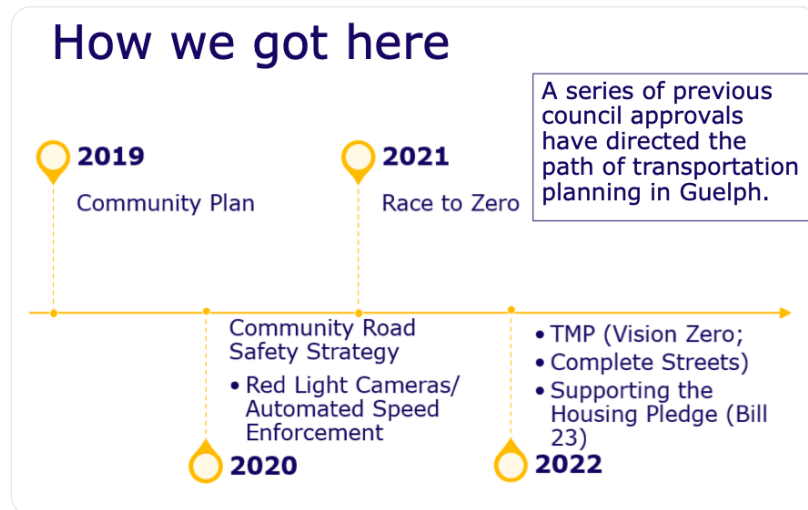 How we got here
A series of previous
council approvals
have directed the
path of transportation
planning in Guelph.
2019
Community Plan
2021
Race to Zero
Community Road
Safety Strategy
• Red Light Cameras/
Automated Speed
Enforcement
2020
• TMP (Vision Zero;
• Complete Streets)
• Supporting the
Housing Pledge (Bill
23)
2022